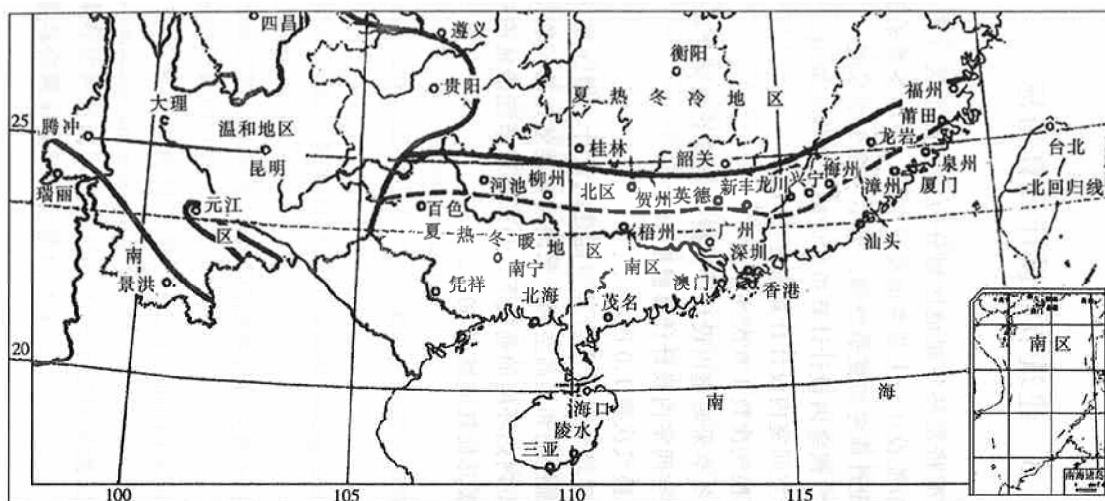 四昌
遵义
衡阳
贵阳
夏热冬冷地区
福州
莆田
大理
25
腾冲
温和地区
昆明
桂林
韶关
龙岩
台北
泉州
瑞丽
河池
柳州
北区
贺州
英德
新丰
龙川
兴宁
梅州
漳州
厦门
北回归线
元江
百色
夏热冬暖地区
梧州
广州
汕头
南区
景洪
凭祥
南宁
南区
深圳
澳门
香港
北海
茂名
南区
20
海口
南海
陵水
三亚
南海诸岛
100
105
110
115